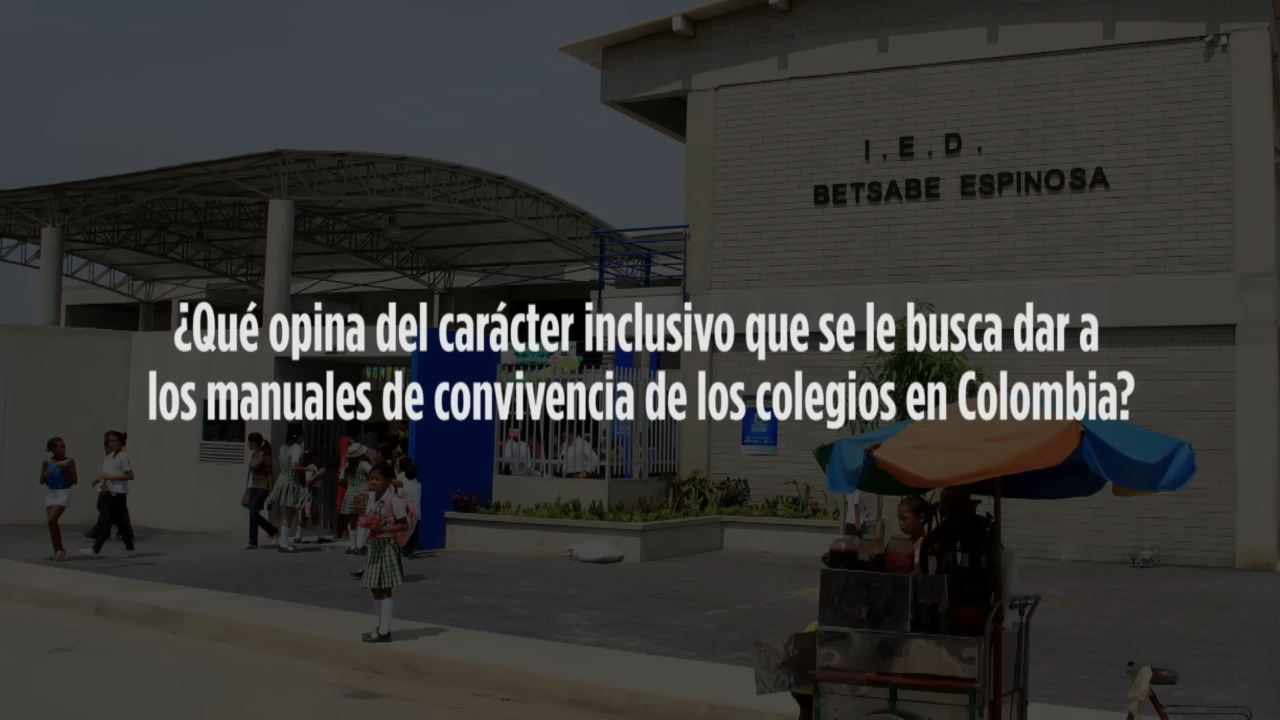 I.E.D.
BETSABE ESPINOSA
¿Qué opina del carácter inclusivo que se le busca dar a
los manuales de convivencia de los colegios en Colombia?